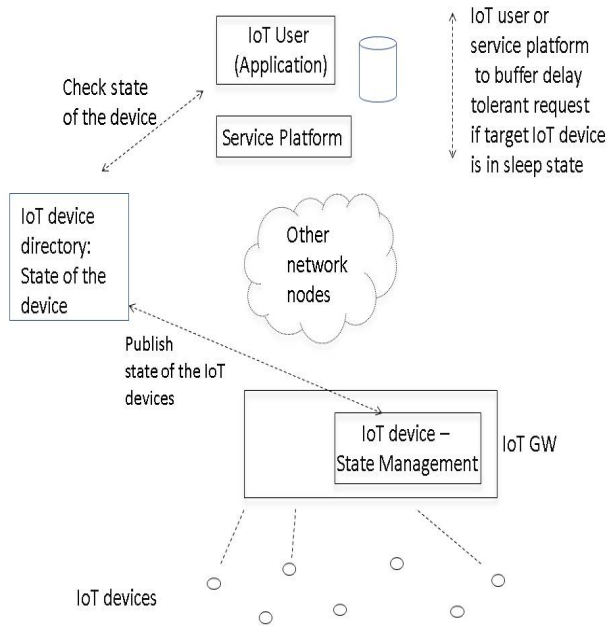 IoT User
(Application)
IoT user or
service platform
to buffer delay
tolerant request
if target IoT device
is in sleep state
Check state
of the device
Service Platform
IoT device
directory:
State of the
device
Other
network
nodes
Publish
state of the IoT
devices
IoT device –
State Management
IoT GW
IoT devices